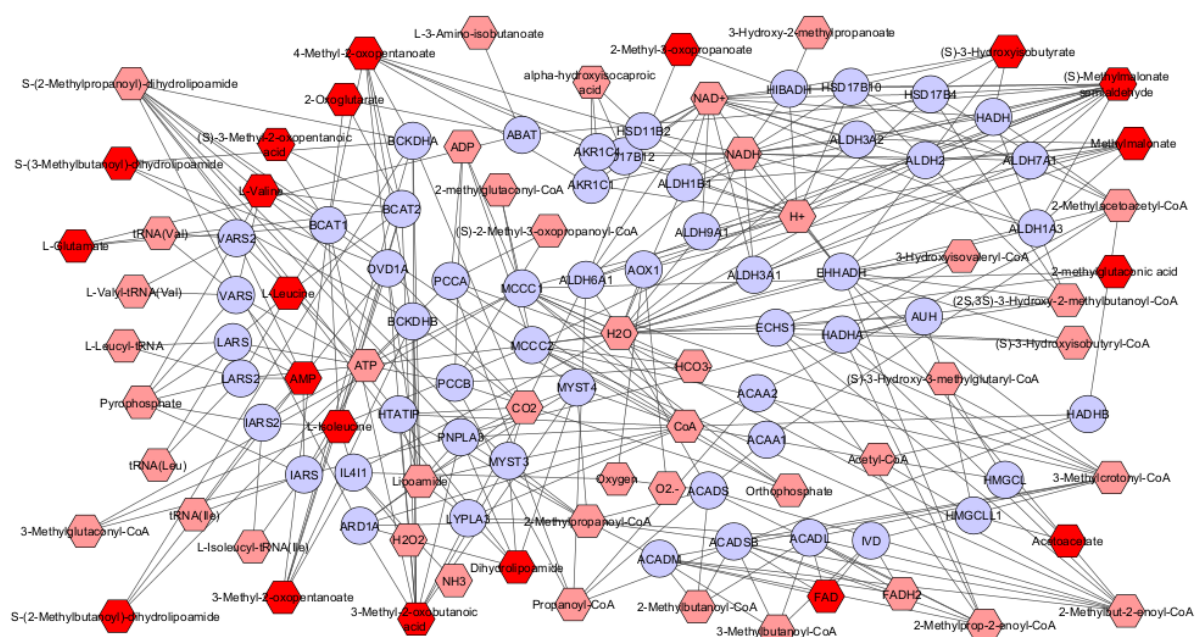 L-3-Amino-isobutanoate
3-Hydroxy-2-methylpropanoate
4-Methyl-2-oxopentanoate
2-Methyl-3-oxopropanoate
(S)-3-Hydroxyisobutyrate
S-(2-Methylpropanoyl)-dihydrolipoamide
alpha-hydroxyisocaproic
acid
(S)-Methylmalonate
semialdehyde
2-Oxoglutarate
NAD+
HIBADH
HSD17B10
HSD17B4
HADH
(S)-3-Methyl-2-oxopentanoic
acid
BCKDHA
ABAT
HSD11B2
ALDH3A2
Methylmalonate
S-(3-Methylbutanoyl)-dihydrolipoamide
ADP
AKR1C4
17B12
NADH
ALDH2
ALDH7A1
L-Valine
2-methylglutaconyl-CoA
AKR1C1
ALDH1B1
BCAT2
H+
2-Methylacetoacetyl-CoA
L-Glutamate
tRNA(Val)
VARS2
BCAT1
(S)-2-Methyl-3-oxopropanoyl-CoA
ALDH9A1
ALDH1A3
3-Hydroxyisovaleryl-CoA
OVD1A
PCCA
MCCC1
ALDH6A1
AOX1
ALDH3A1
EHHADH
2-methylglutaconic acid
L-Valyl-tRNA(Val)
VARS
L-Leucine
(2S,3S)-3-Hydroxy-2-methylbutanoyl-CoA
BCKDHB
H2O
ECHS1
HADHA
AUH
L-Leucyl-tRNA
LARS
MCCC2
(S)-3-Hydroxyisobutyryl-CoA
LARS2
AMP
ATP
HCO3-
(S)-3-Hydroxy-3-methylglutaryl-CoA
Pyrophosphate
PCCB
MYST4
ACAA2
IARS2
L-Isoleucine
HTATIP
CO2
CoA
HADHB
PNPLA3
ACAA1
tRNA(Leu)
IARS
IL4I1
Lipoamide
MYST3
Oxygen
O2.-
ACADS
Orthophosphate
Acetyl-CoA
HMGCL
3-Methylcrotonyl-CoA
3-Methylglutaconyl-CoA
tRNA(Ile)
ARD1A
LYPLA3
2-Methylpropanoyl-CoA
HMGCLL1
L-Isoleucyl-tRNA(Ile)
H2O2
ACADSB
ACADL
IVD
Acetoacetate
NH3
Dihydrolipoamide
ACADM
3-Methyl-2-oxopentanoate
FAD
FADH2
S-(2-Methylbutanoyl)-dihydrolipoamide
3-Methyl-2-oxobutanoic
acid
Propanoyl-CoA
2-Methylbutanoyl-CoA
2-Methylbut-2-enoyl-CoA
3-Methylbutanoyl-CoA
2-Methylprop-2-enoyl-CoA